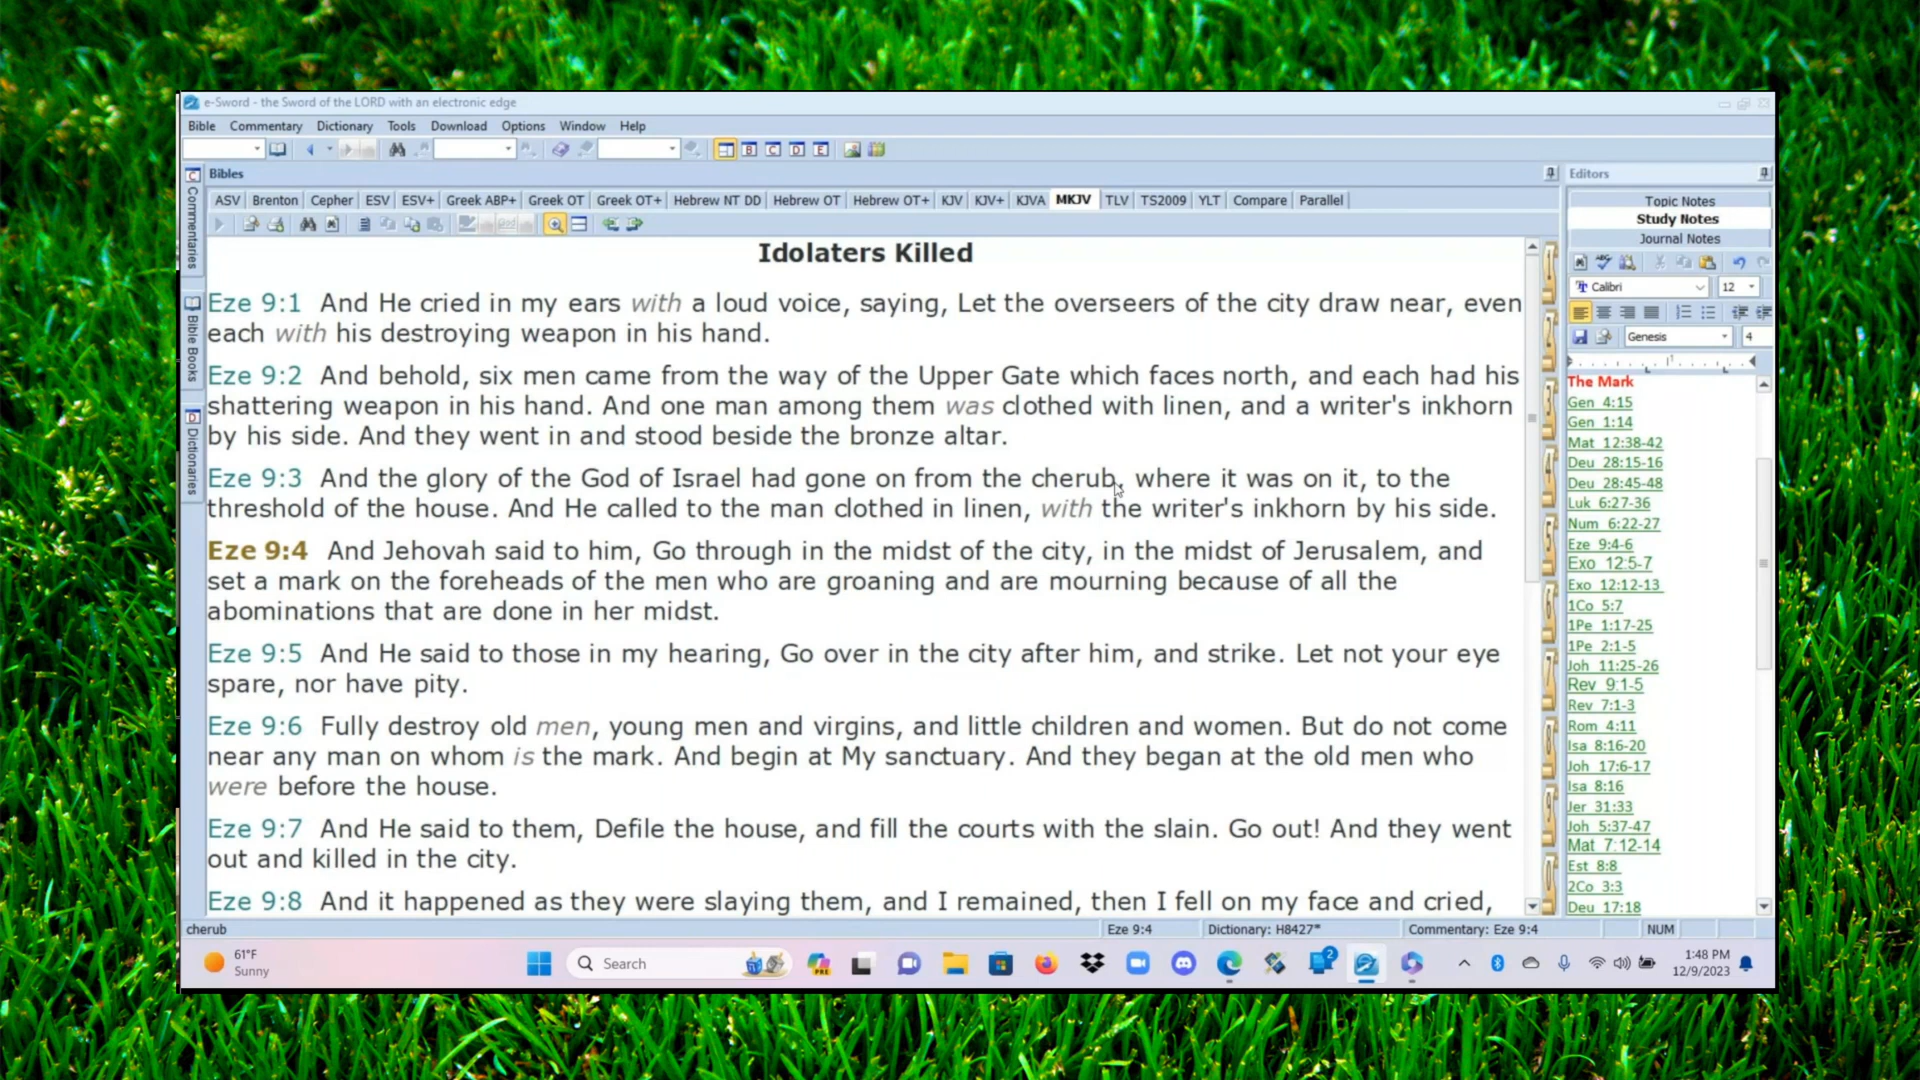 e-Sword - the Sword of the LORD with an electronic edge
Bible Commentary Dictionary Tools Download Options Window Help
B C D E
Bibles
ASV Brenton Cepher ESV ESV+ Greek ABP+ Greek OT Greek OT+ Hebrew NT DD Hebrew OT Hebrew OT+ KJV KJV+ KJVA MKJV TLV TS2009 YLT Compare Parallel
Commentaries
Bible Books
Dictionaries
Idolaters Killed
Eze 9:1 And He cried in my ears with a loud voice, saying, Let the overseers of the city draw near, even
each with his destroying weapon in his hand.
Eze 9:2 And behold, six men came from the way of the Upper Gate which faces north, and each had his
shattering weapon in his hand. And one man among them was clothed with linen, and a writer's inkhorn
by his side. And they went in and stood beside the bronze altar.
Eze 9:3 And the glory of the God of Israel had gone on from the cherub, where it was on it, to the
threshold of the house. And He called to the man clothed in linen, with the writer's inkhorn by his side.
Eze 9:4 And Jehovah said to him, Go through in the midst of the city, in the midst of Jerusalem, and
set a mark on the foreheads of the men who are groaning and are mourning because of all the
abominations that are done in her midst.
Eze 9:5 And He said to those in my hearing, Go over in the city after him, and strike. Let not your eye
spare, nor have pity.
Eze 9:6 Fully destroy old men, young men and virgins, and little children and women. But do not come
near any man on whom is the mark. And begin at My sanctuary. And they began at the old men who
were before the house.
Eze 9:7 And He said to them, Defile the house, and fill the courts with the slain. Go out! And they went
out and killed in the city.
Eze 9:8 And it happened as they were slaying them, and I remained, then I fell on my face and cried,
1
2
3
4
5
6
7
8
9
0
Editors
Topic Notes
Study Notes
Journal Notes
Calibri 12
Genesis 4
The Mark
Gen 4:15
Gen 1:14
Mat 12:38-42
Deu 28:15-16
Deu 28:45-48
Luk 6:27-36
Num 6:22-27
Eze 9:4-6
Exo 12:5-7
Exo 12:12-13
1Co 5:7
1Pe 1:17-25
1Pe 2:1-5
Joh 11:25-26
Rev 9:1-5
Rev 7:1-3
Rom 4:11
Isa 8:16-20
Joh 17:6-17
Isa 8:16
Jer 31:33
Joh 5:37-47
Mat 7:12-14
Est 8:8
2Co 3:3
Deu 17:18
cherub Eze 9:4 Dictionary: H8427* Commentary: Eze 9:4 NUM
61°F
Sunny
Search
PRE
2
1:48 PM
12/9/2023